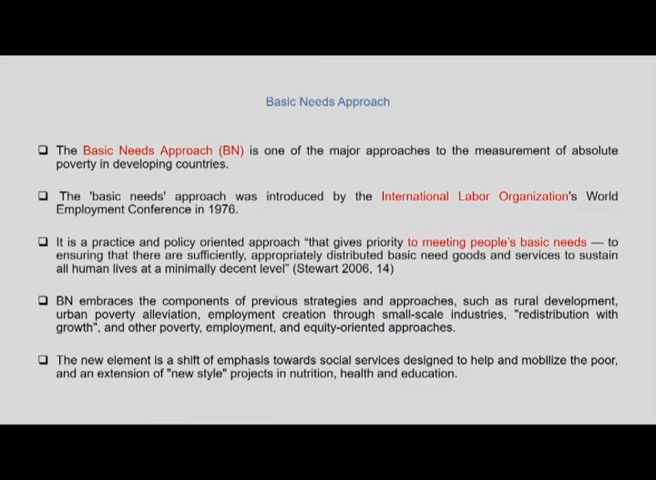 Basic Needs Approach
❑ The Basic Needs Approach (BN) is one of the major approaches to the measurement of absolute
poverty in developing countries.
❑ The 'basic needs' approach was introduced by the International Labor Organization's World
Employment Conference in 1976.
❑ It is a practice and policy oriented approach “that gives priority to meeting people’s basic needs — to
ensuring that there are sufficiently, appropriately distributed basic need goods and services to sustain
all human lives at a minimally decent level” (Stewart 2006, 14)
❑ BN embraces the components of previous strategies and approaches, such as rural development,
urban poverty alleviation, employment creation through small-scale industries, "redistribution with
growth", and other poverty, employment, and equity-oriented approaches.
❑ The new element is a shift of emphasis towards social services designed to help and mobilize the poor,
and an extension of "new style" projects in nutrition, health and education.